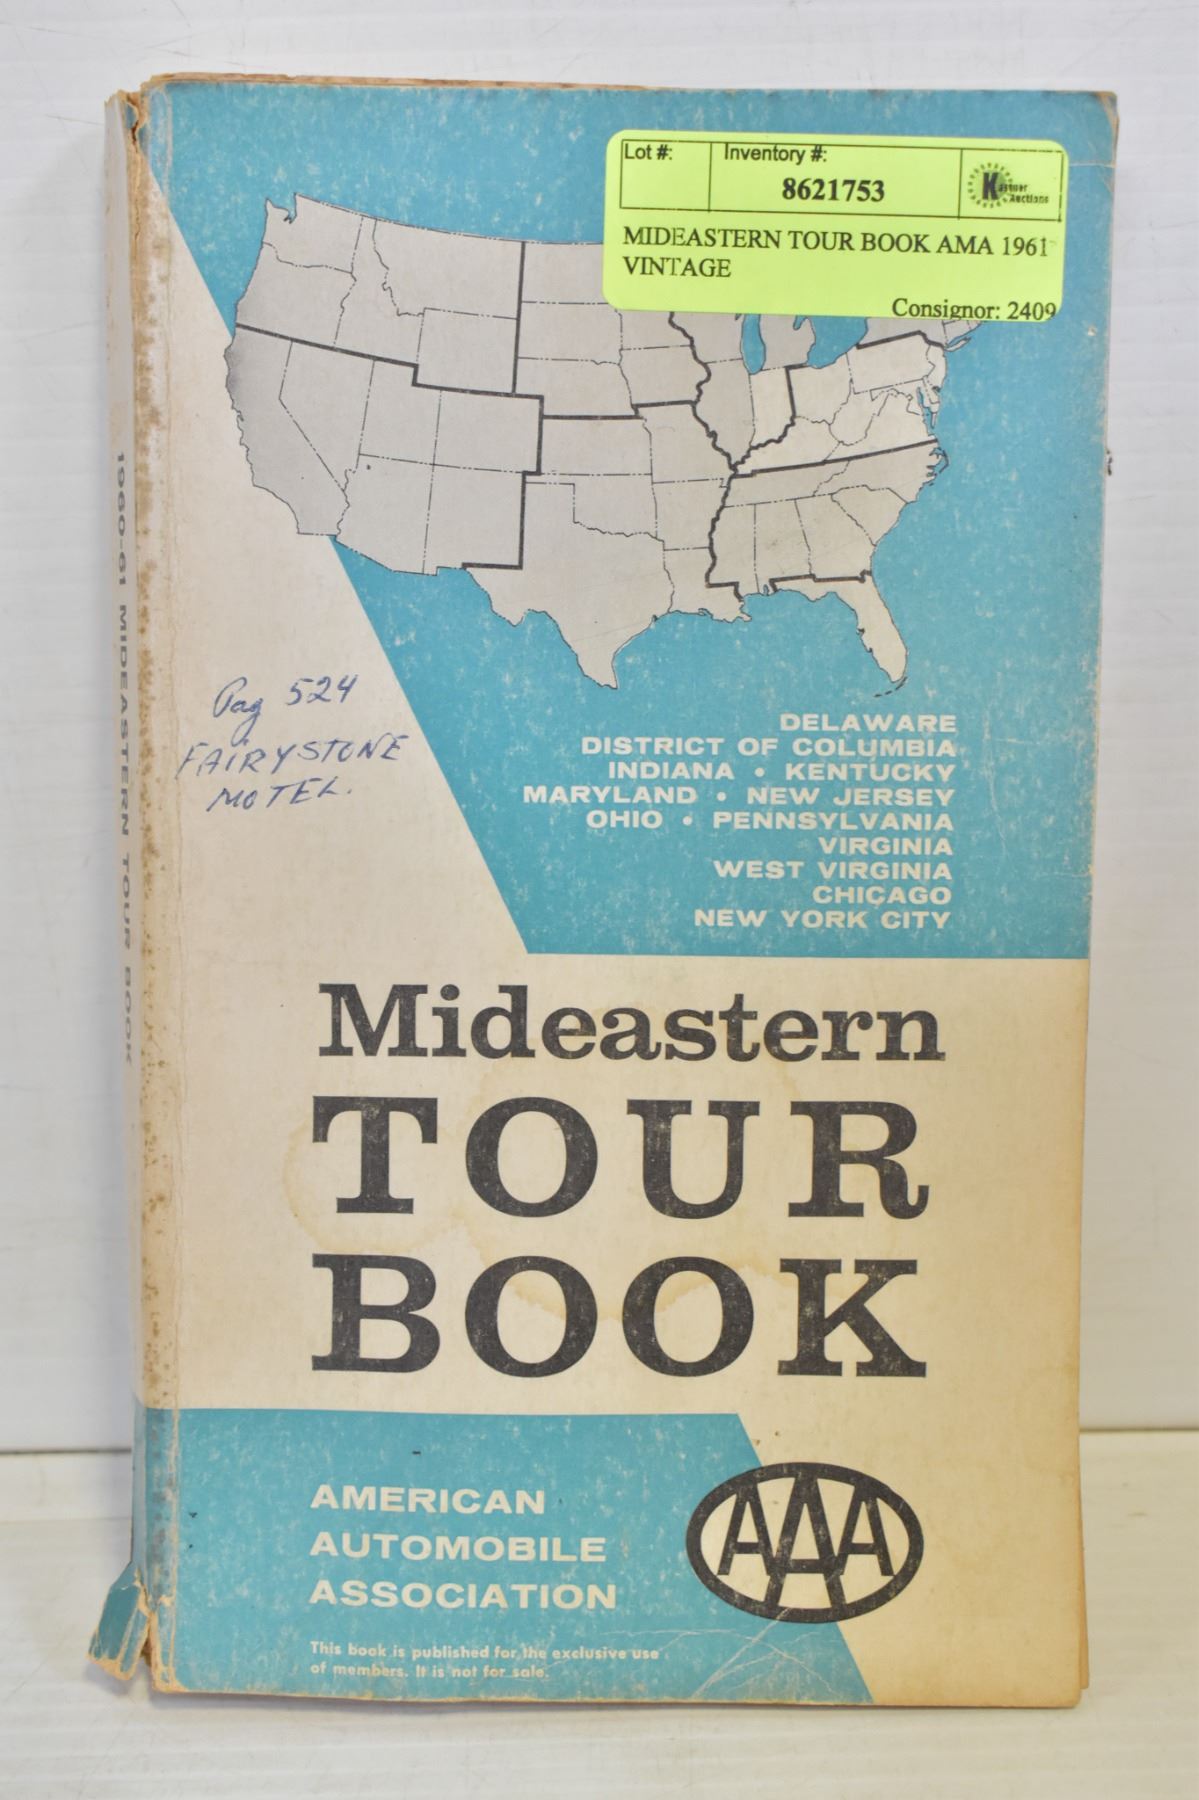 Lot #:
Inventory #:
8621753
Kastner
Auctions
MIDEASTERN TOUR BOOK AMA 1961
VINTAGE
Consignor: 2409
1960-61 MIDEASTERN TOUR BOOK
Pag 524
FAIRYSTONE
MOTEL.
DELAWARE
DISTRICT OF COLUMBIA
INDIANA • KENTUCKY
MARYLAND • NEW JERSEY
OHIO • PENNSYLVANIA
VIRGINIA
WEST VIRGINIA
CHICAGO
NEW YORK CITY
Mideastern
TOUR
BOOK
AMERICAN
AUTOMOBILE
ASSOCIATION
AAA
This book is published for the exclusive use
of members. It is not for sale.